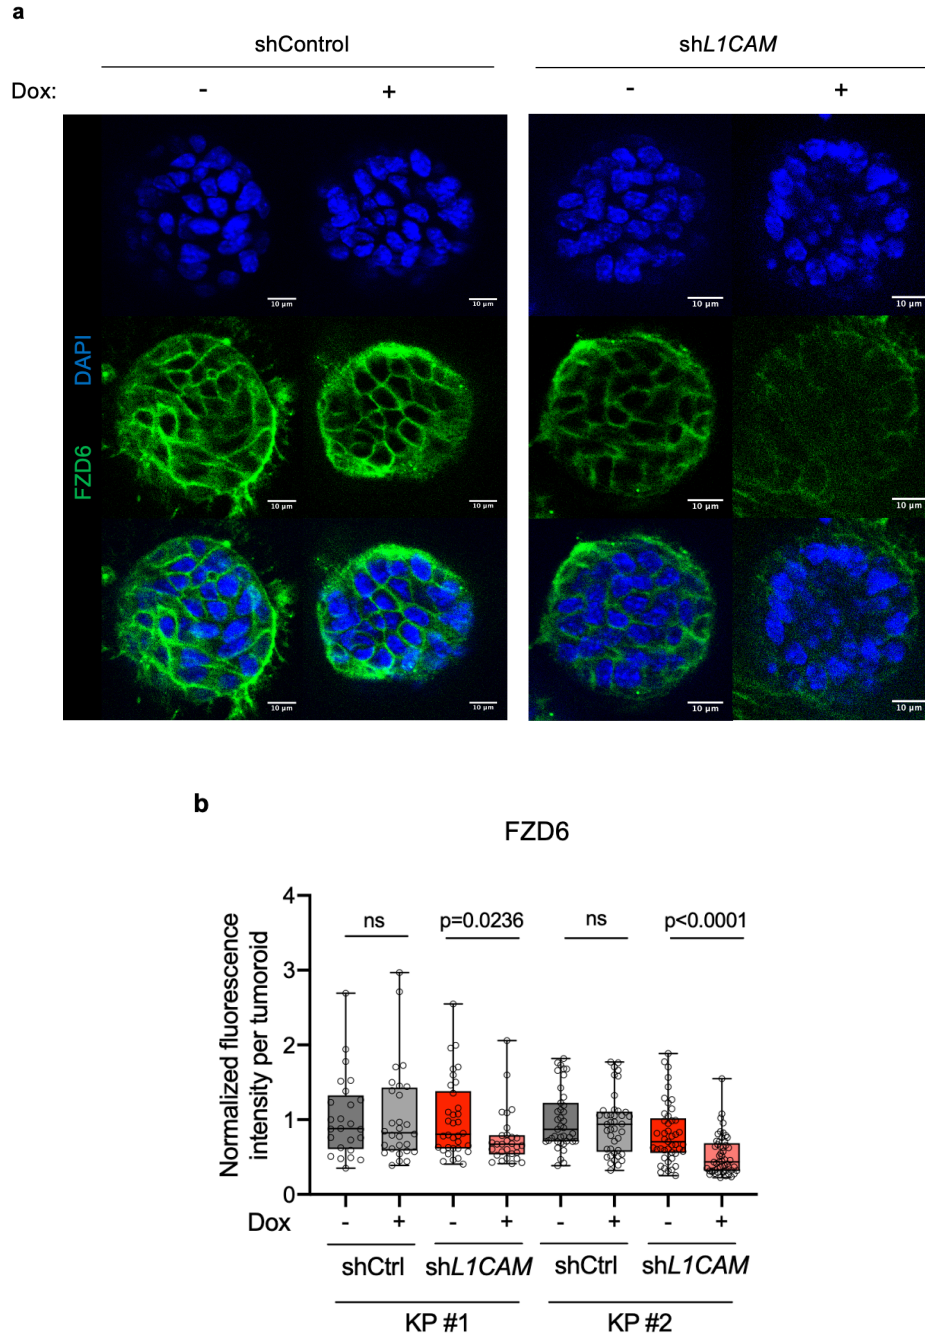 a
shControl
shL1CAM
Dox:
-
+
-
+
DAPI
FZD6
10 µm
10 µm
10 µm
10 µm
10 µm
10 µm
10 µm
10 µm
10 µm
10 µm
10 µm
10 µm
b
FZD6
Normalized fluorescence
intensity per tumoroid
4
3
2
1
0
ns
p=0.0236
ns
p<0.0001
Dox
-
+
-
+
-
+
-
+
shCtrl
shL1CAM
shCtrl
shL1CAM
KP #1
KP #2